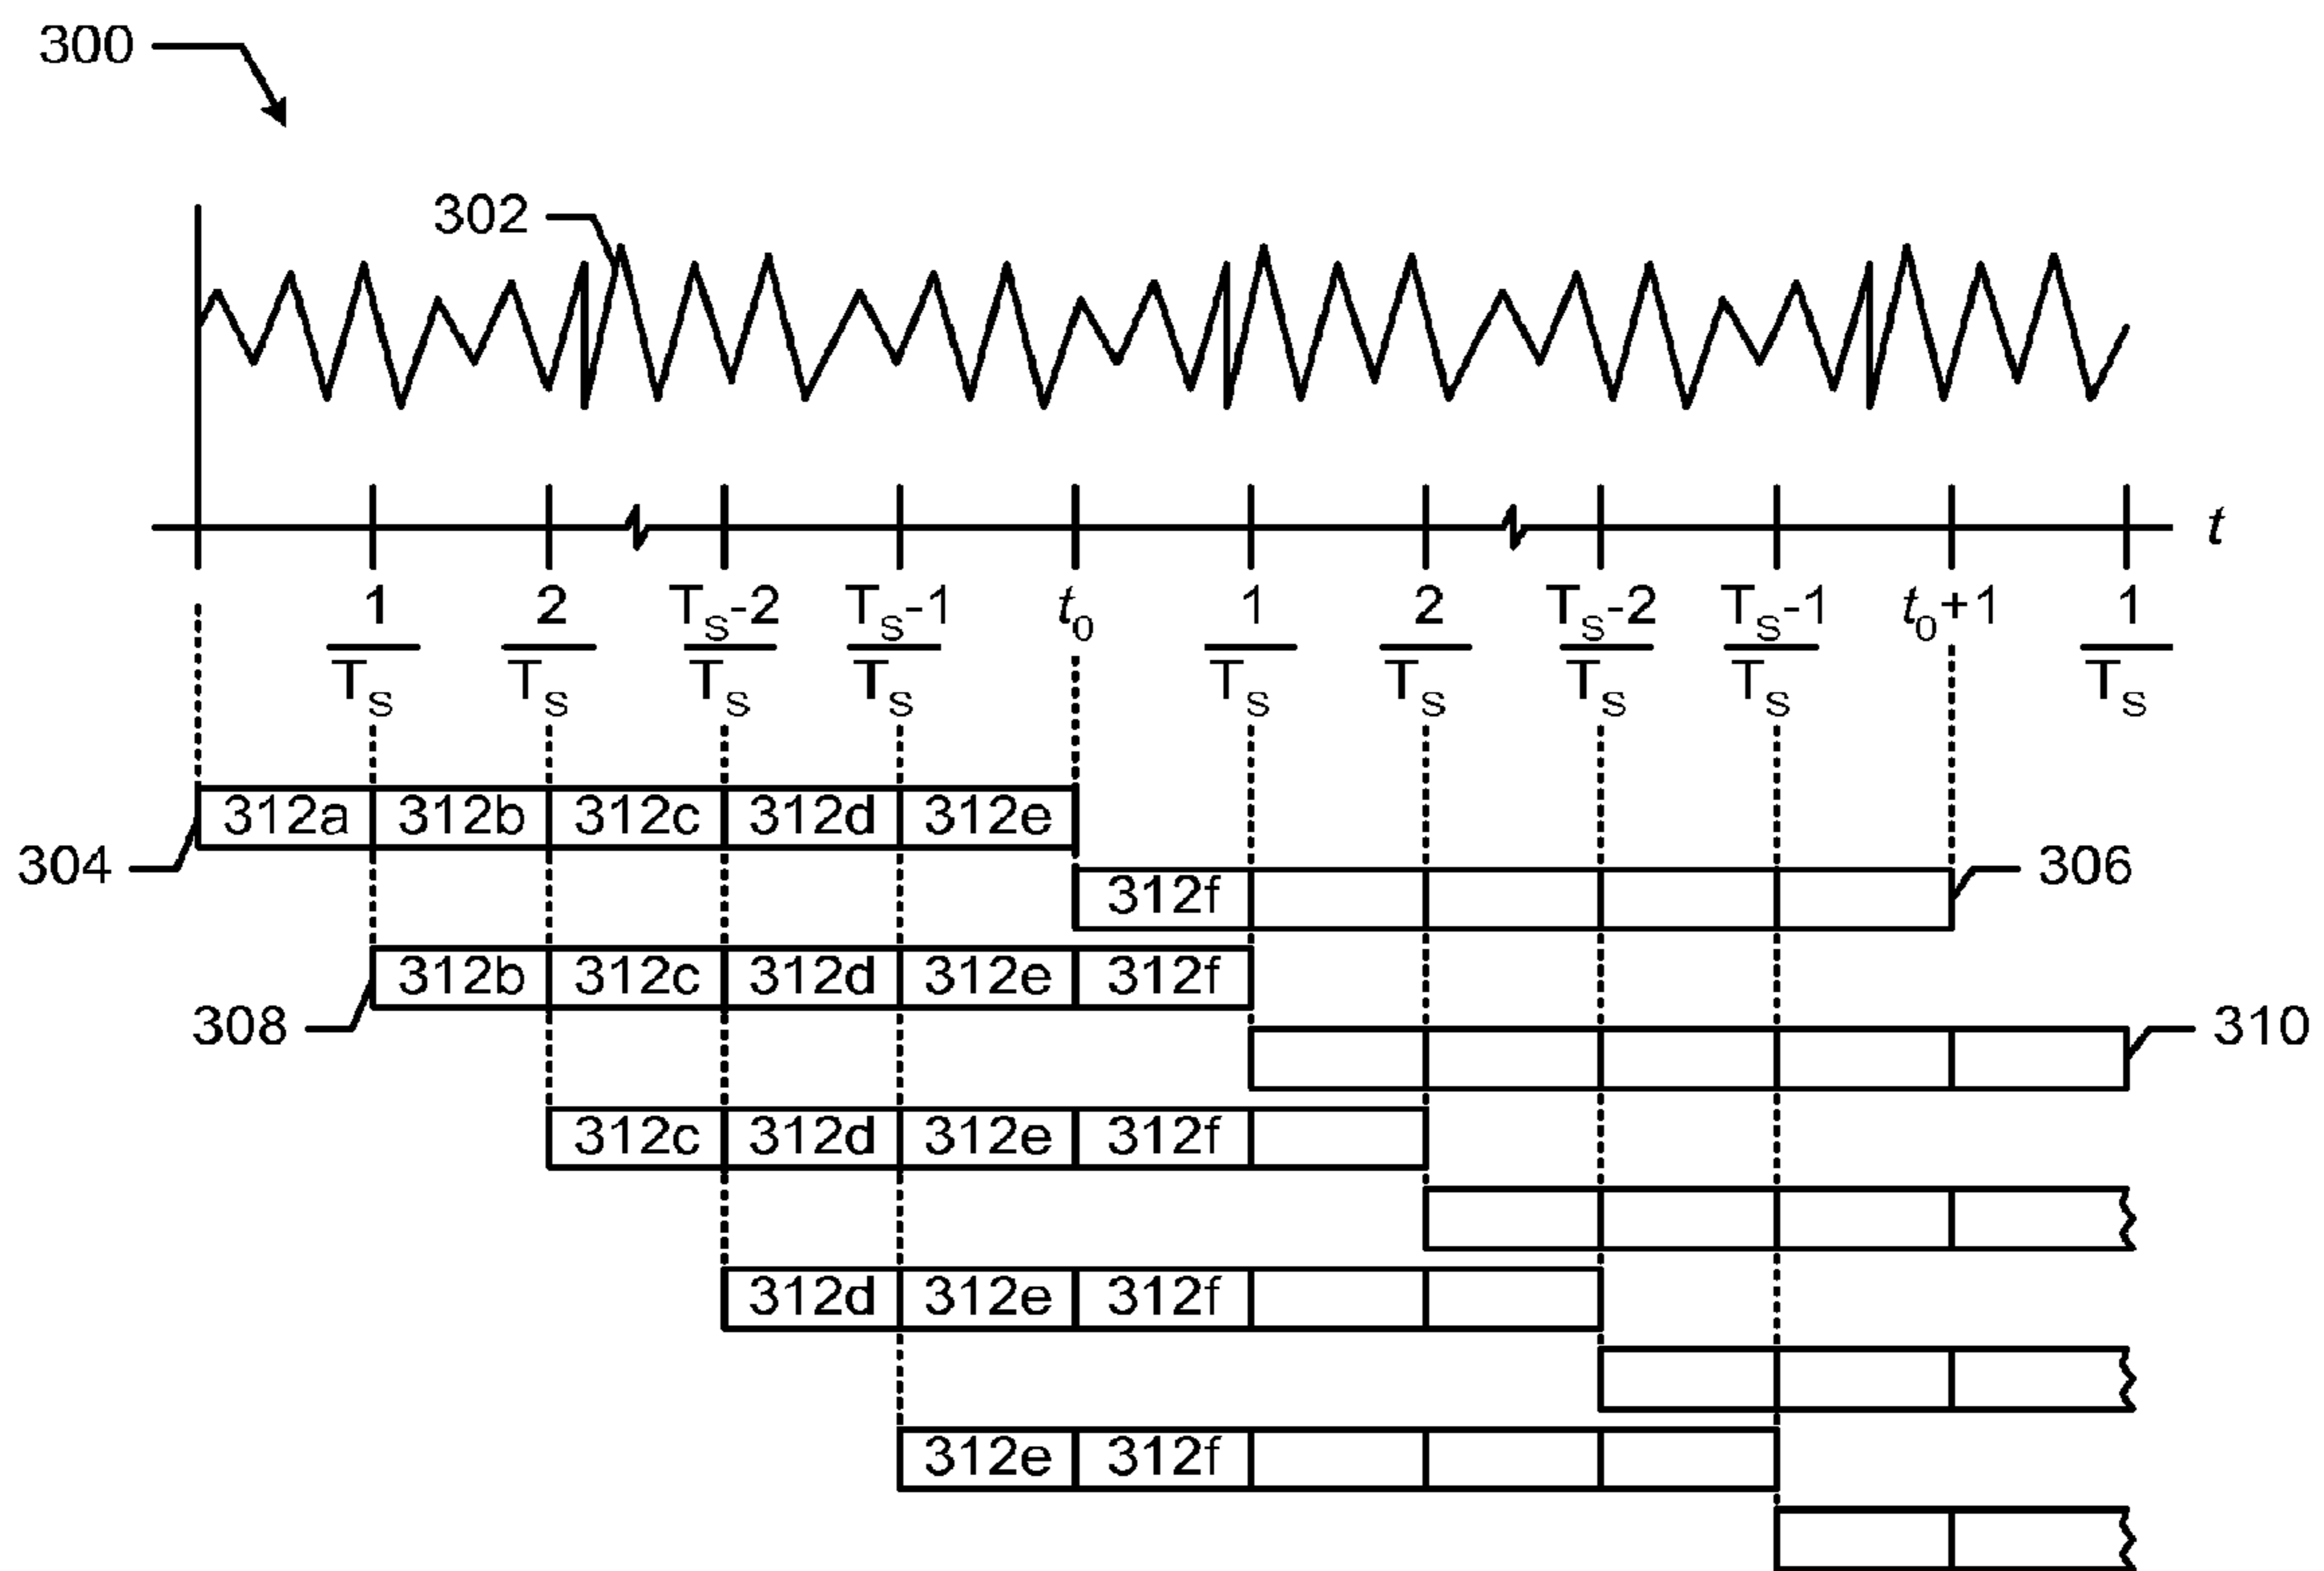 300
302
t
1 2 T_S-2 T_S-1 t_0 1 2 T_S-2 T_S-1 t_0+1 1
T_S T_S T_S T_S T_S T_S T_S T_S T_S
312a 312b 312c 312d 312e
304
312f
306
312b 312c 312d 312e 312f
308
310
312c 312d 312e 312f
312d 312e 312f
312e 312f